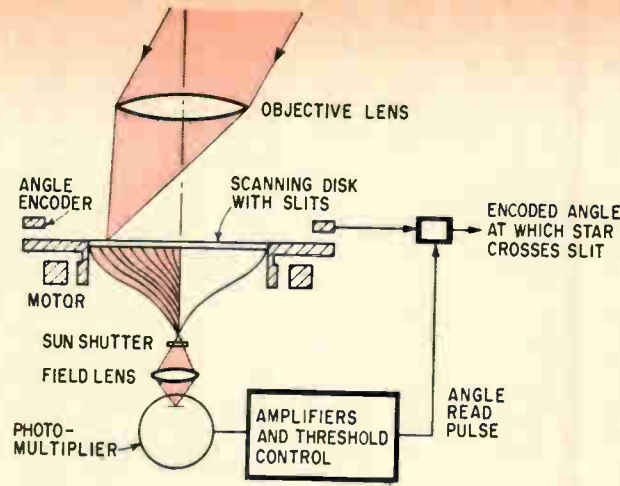 OBJECTIVE LENS
ANGLE
ENCODER
SCANNING DISK
WITH SLITS
ENCODED ANGLE
AT WHICH STAR
CROSSES SLIT
MOTOR
SUN SHUTTER
FIELD LENS
PHOTO-
MULTIPLIER
AMPLIFIERS
AND THRESHOLD
CONTROL
ANGLE
READ
PULSE